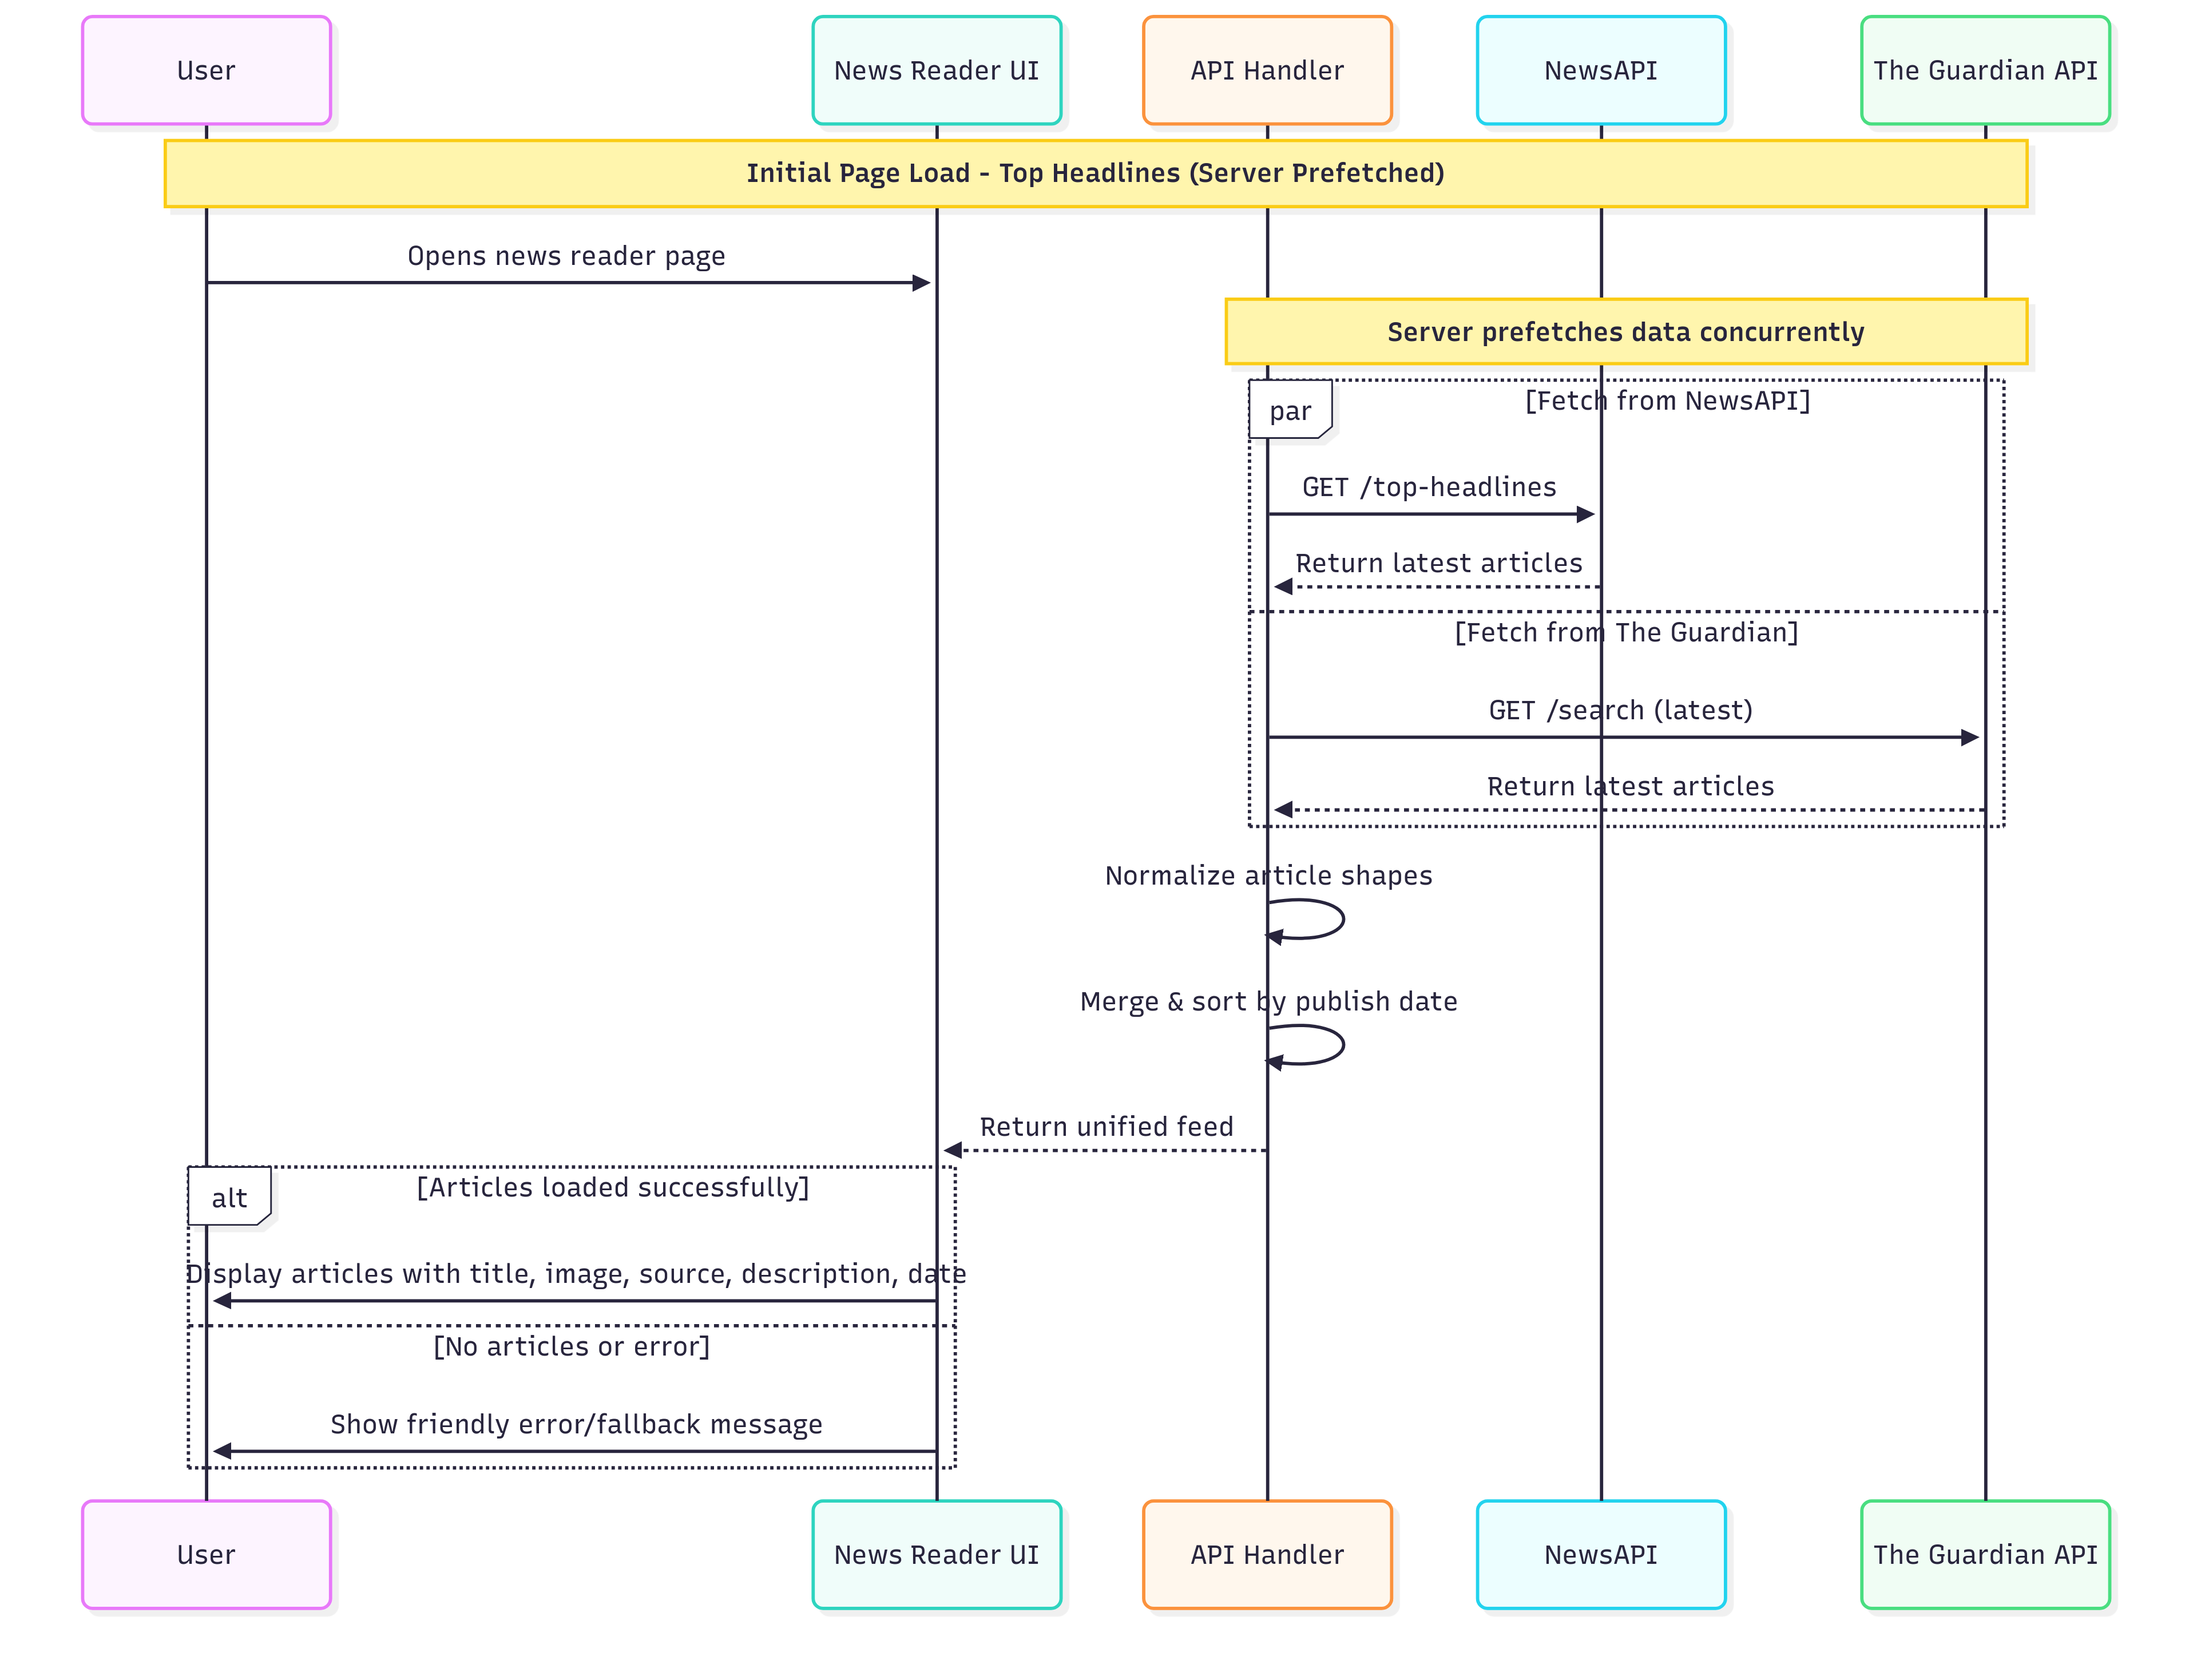 User
News Reader UI
API Handler
NewsAPI
The Guardian API
Initial Page Load - Top Headlines (Server Prefetched)
Opens news reader page
Server prefetches data concurrently
par
[Fetch from NewsAPI]
GET /top-headlines
Return latest articles
[Fetch from The Guardian]
GET /search (latest)
Return latest articles
Normalize article shapes
Merge & sort by publish date
Return unified feed
alt
[Articles loaded successfully]
Display articles with title, image, source, description, date
[No articles or error]
Show friendly error/fallback message
User
News Reader UI
API Handler
NewsAPI
The Guardian API